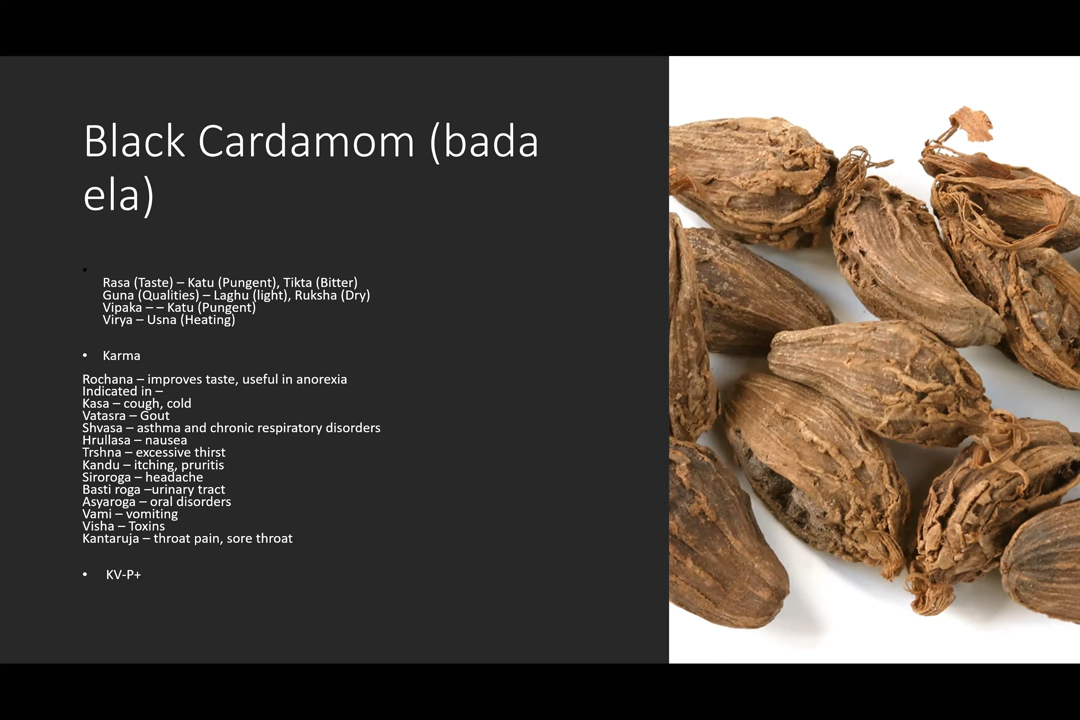 Black Cardamom (bada
ela)
•
Rasa (Taste) – Katu (Pungent), Tikta (Bitter)
Guna (Qualities) – Laghu (light), Ruksha (Dry)
Vipaka – – Katu (Pungent)
Virya – Usna (Heating)
• Karma
Rochana – improves taste, useful in anorexia
Indicated in –
Kasa – cough, cold
Vatasra – Gout
Shvasa – asthma and chronic respiratory disorders
Hrullasa – nausea
Trshna – excessive thirst
Kandu – itching, pruritis
Siroroga – headache
Basti roga –urinary tract
Asyaroga – oral disorders
Vami – vomiting
Visha – Toxins
Kantaruja – throat pain, sore throat
• KV-P+